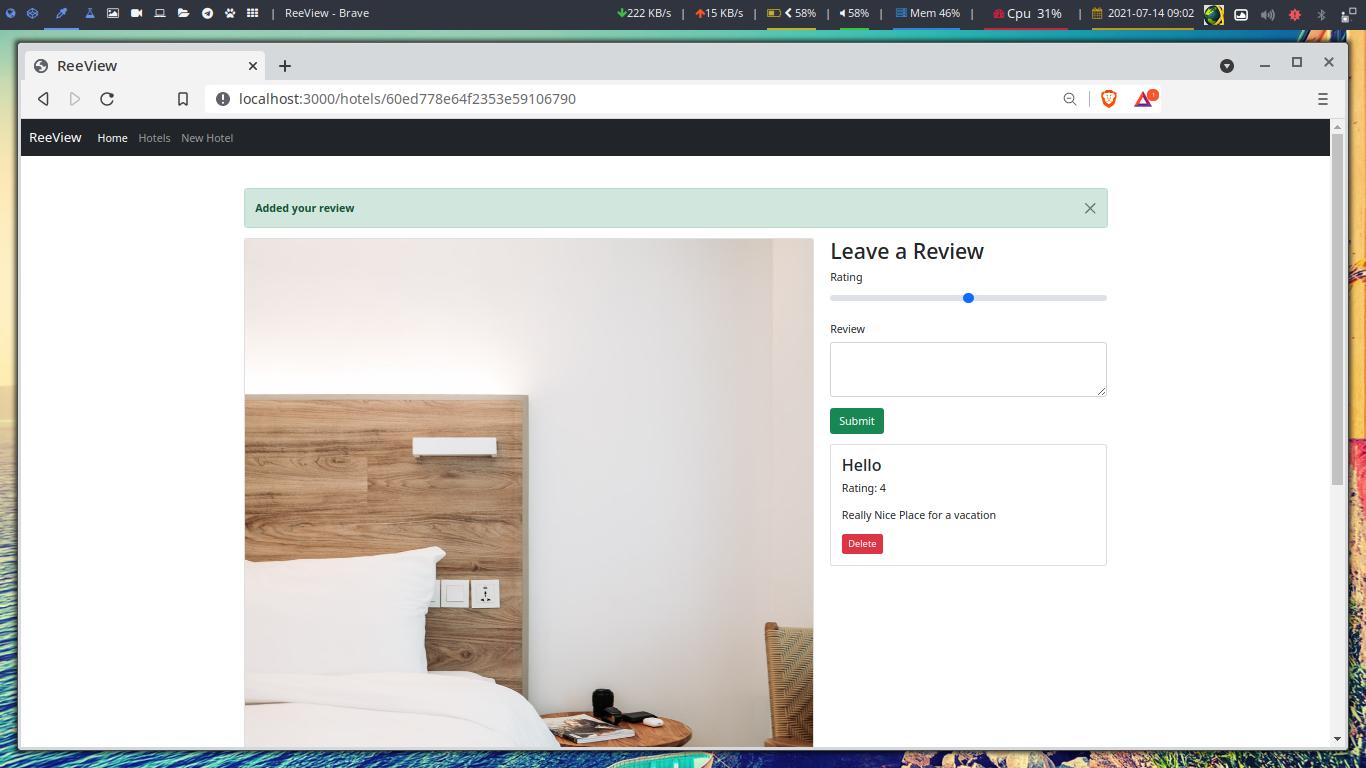 ReeView - Brave
222 KB/s | 15 KB/s | 58% | 58% | Mem 46% | Cpu 31% | 2021-07-14 09:02
ReeView
localhost:3000/hotels/60ed778e64f2353e59106790
ReeView Home Hotels New Hotel
Added your review
Leave a Review
Rating
Review
Submit
Hello
Rating: 4
Really Nice Place for a vacation
Delete